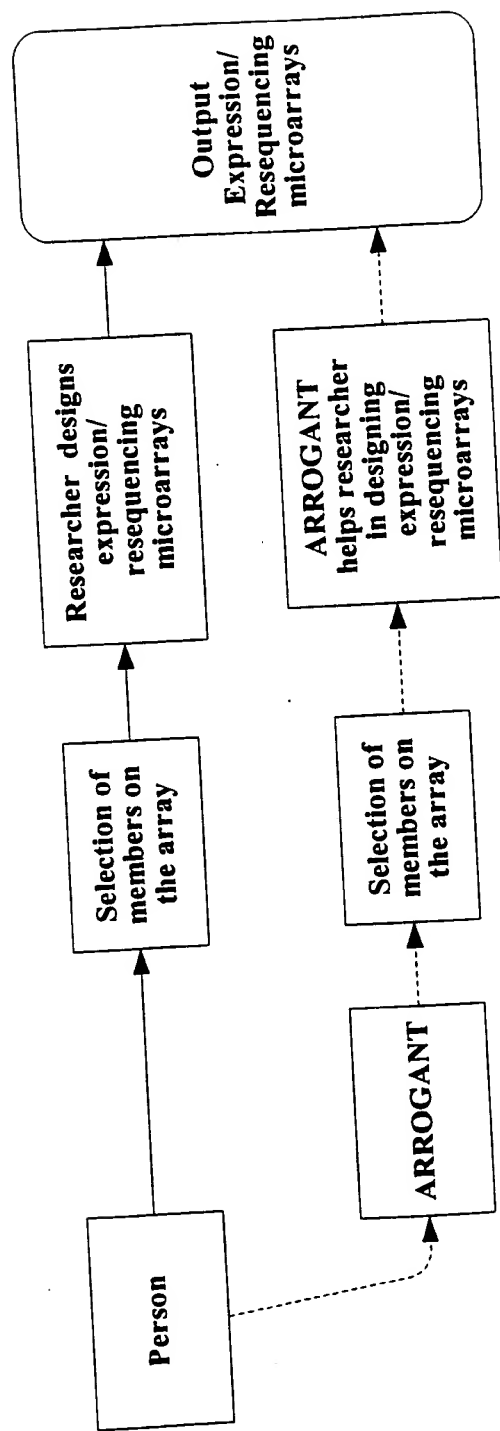 Person
Selection of
members on
the array
Researcher designs
expression/
resequencing
microarrays
Output
Expression/
Resequencing
microarrays
ARROGANT
Selection of
members on
the array
ARROGANT
helps researcher
in designing
expression/
resequencing
microarrays